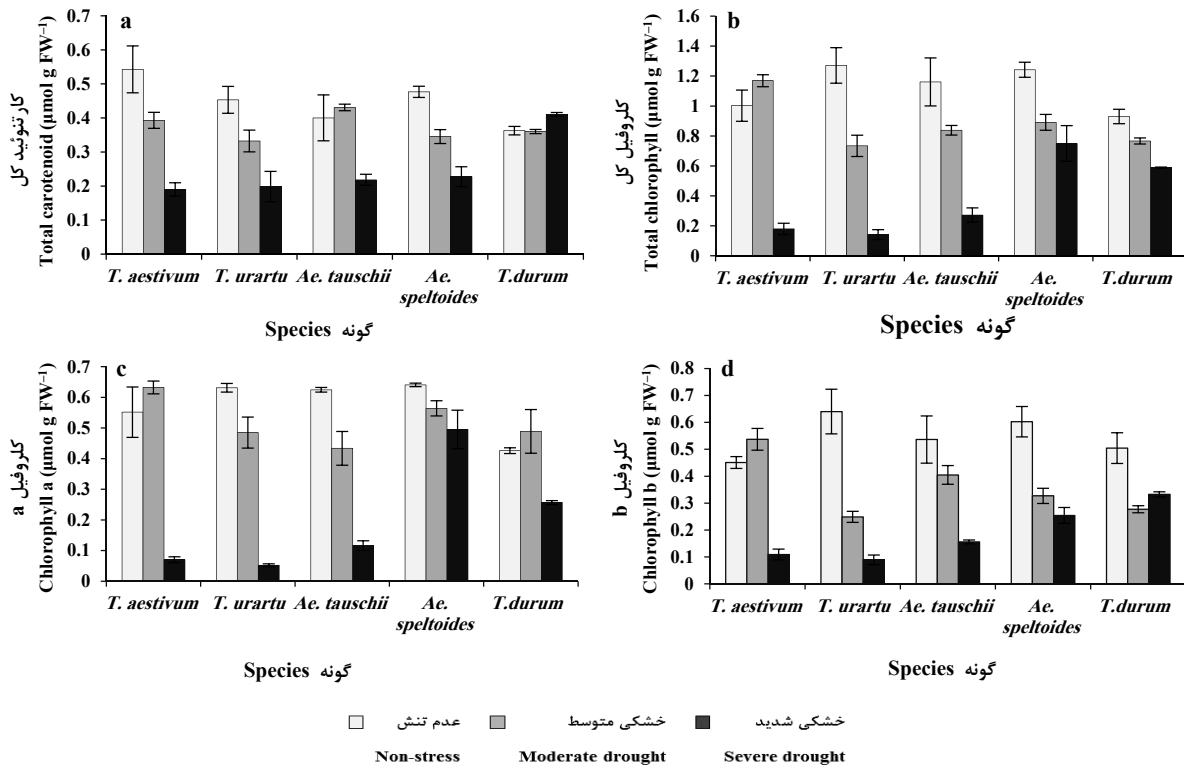 a
کارتنوئید کل
Total carotenoid (µmol g FW⁻¹)
0.7
0.6
0.5
0.4
0.3
0.2
0.1
0
T. aestivum T. urartu Ae. tauschii Ae. speltoides T.durum
Species گونه
b
کلروفیل کل
Total chlorophyll (µmol g FW⁻¹)
1.6
1.4
1.2
1
0.8
0.6
0.4
0.2
0
T. aestivum T. urartu Ae. tauschii Ae. speltoides T.durum
Species گونه
c
کلروفیل a
Chlorophyll a (µmol g FW⁻¹)
0.7
0.6
0.5
0.4
0.3
0.2
0.1
0
T. aestivum T. urartu Ae. tauschii Ae. speltoides T.durum
Species گونه
d
کلروفیل b
Chlorophyll b (µmol g FW⁻¹)
0.8
0.7
0.6
0.5
0.4
0.3
0.2
0.1
0
T. aestivum T. urartu Ae. tauschii Ae. speltoides T.durum
Species گونه
عدم تنش خشکی متوسط خشکی شدید
Non-stress Moderate drought Severe drought